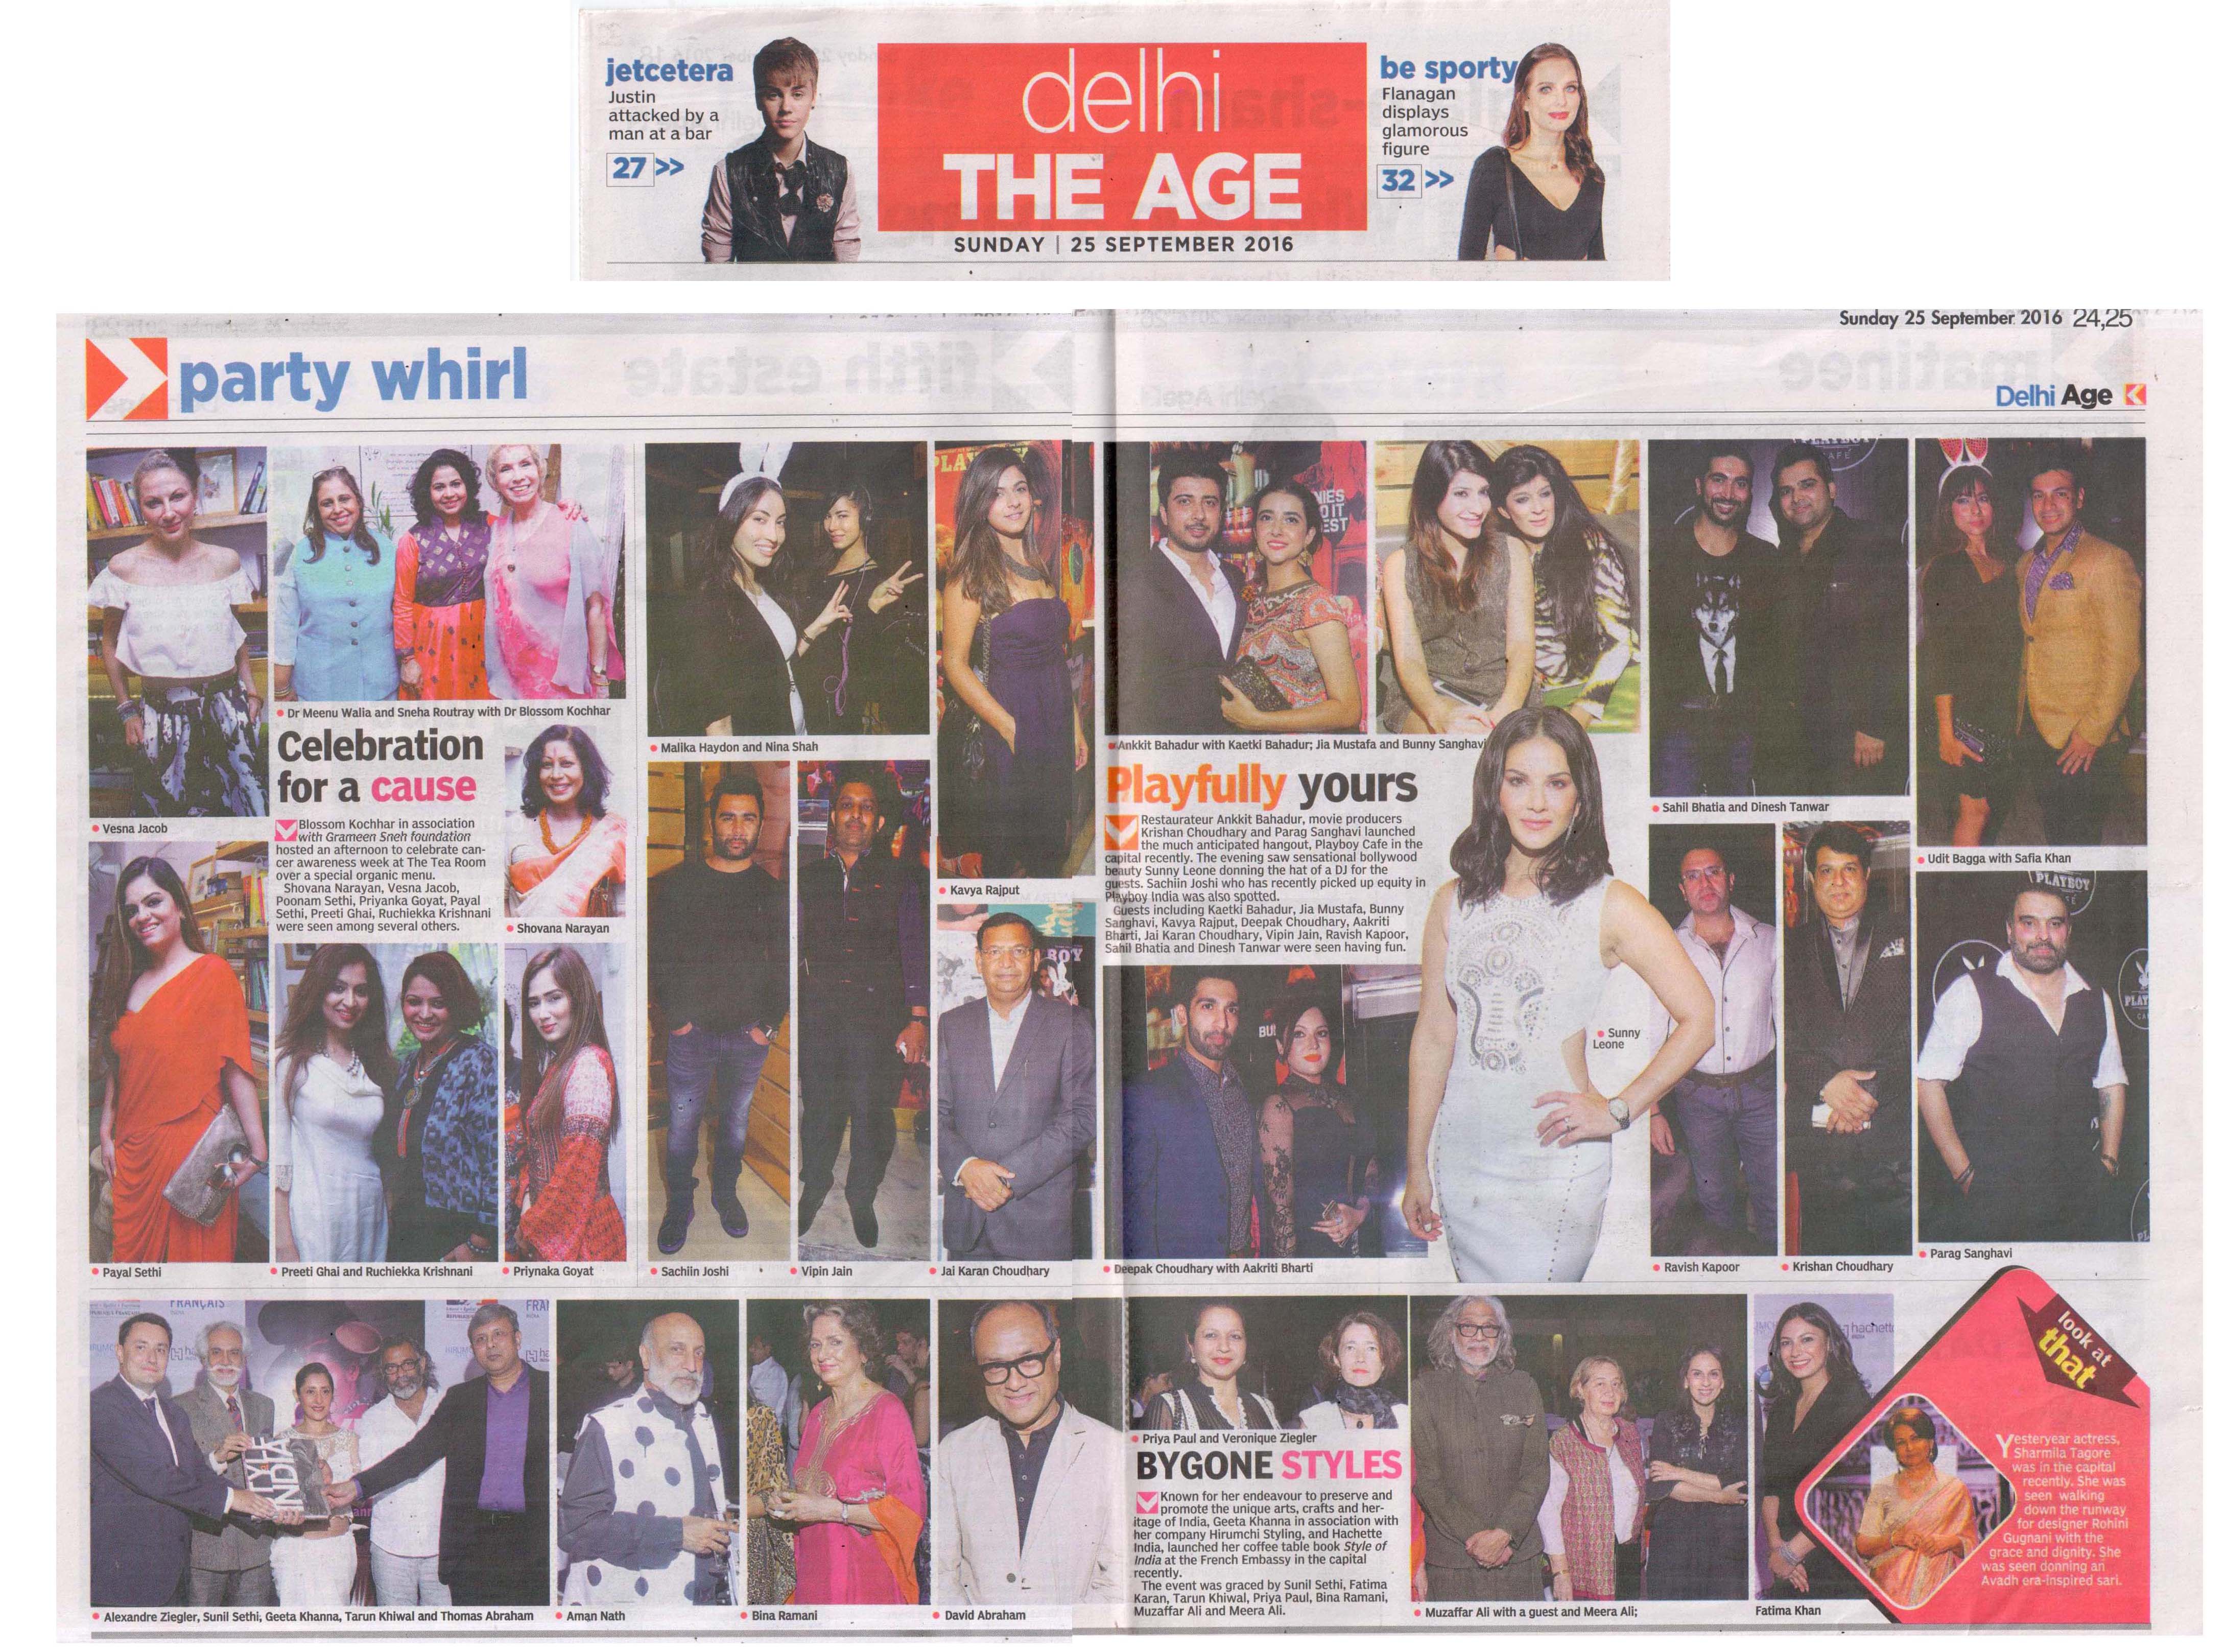 jetcetera
Justin
attacked by a
man at a bar
27 >>
delhi
THE AGE
SUNDAY | 25 SEPTEMBER 2016
be sporty
Flanagan
displays
glamorous
figure
32 >>
Sunday 25 September 2016 24,25
party whirl
Delhi Age
• Vesna Jacob
• Dr Meenu Walia and Sneha Routray with Dr Blossom Kochhar
Celebration
for a cause
Blossom Kochhar in association
with Grameen Sneh foundation
hosted an afternoon to celebrate can-
cer awareness week at The Tea Room
over a special organic menu.
Shovana Narayan, Vesna Jacob,
Poonam Sethi, Priyanka Goyat, Payal
Sethi, Preeti Ghai, Ruchiekka Krishnani
were seen among several others.
• Shovana Narayan
• Payal Sethi
• Preeti Ghai and Ruchiekka Krishnani
• Priynaka Goyat
• Malika Haydon and Nina Shah
PLA
• Kavya Rajput
BOY
• Sachiin Joshi
• Vipin Jain
• Jai Karan Choudhary
NIES
O IT
EST
• Ankkit Bahadur with Kaetki Bahadur; Jia Mustafa and Bunny Sanghavi
Playfully yours
Restaurateur Ankkit Bahadur, movie producers
Krishan Choudhary and Parag Sanghavi launched
the much anticipated hangout, Playboy Cafe in the
capital recently. The evening saw sensational bollywood
beauty Sunny Leone donning the hat of a DJ for the
guests. Sachiin Joshi who has recently picked up equity in
Playboy India was also spotted.
Guests including Kaetki Bahadur, Jia Mustafa, Bunny
Sanghavi, Kavya Rajput, Deepak Choudhary, Aakriti
Bharti, Jai Karan Choudhary, Vipin Jain, Ravish Kapoor,
Sahil Bhatia and Dinesh Tanwar were seen having fun.
BU
• Deepak Choudhary with Aakriti Bharti
• Sunny
Leone
PLAYBOY
CAFÉ
• Sahil Bhatia and Dinesh Tanwar
• Udit Bagga with Safia Khan
PLAYBOY
PLAY
• Ravish Kapoor
• Krishan Choudhary
• Parag Sanghavi
FRANÇAIS
FRAN
STYLE
INDIA
• Alexandre Ziegler, Sunil Sethi, Geeta Khanna, Tarun Khiwal and Thomas Abraham
• Aman Nath
• Bina Ramani
• David Abraham
• Priya Paul and Veronique Ziegler
BYGONE STYLES
Known for her endeavour to preserve and
promote the unique arts, crafts and her-
itage of India, Geeta Khanna in association with
her company Hirumchi Styling, and Hachette
India, launched her coffee table book Style of
India at the French Embassy in the capital
recently.
The event was graced by Sunil Sethi, Fatima
Karan, Tarun Khiwal, Priya Paul, Bina Ramani,
Muzaffar Ali and Meera Ali.
• Muzaffar Ali with a guest and Meera Ali;
hachette
Fatima Khan
look at
that
Yesteryear actress,
Sharmila Tagore
was in the capital
recently. She was
seen walking
down the runway
for designer Rohini
Gugnani with the
grace and dignity. She
was seen donning an
Avadh era-inspired sari.